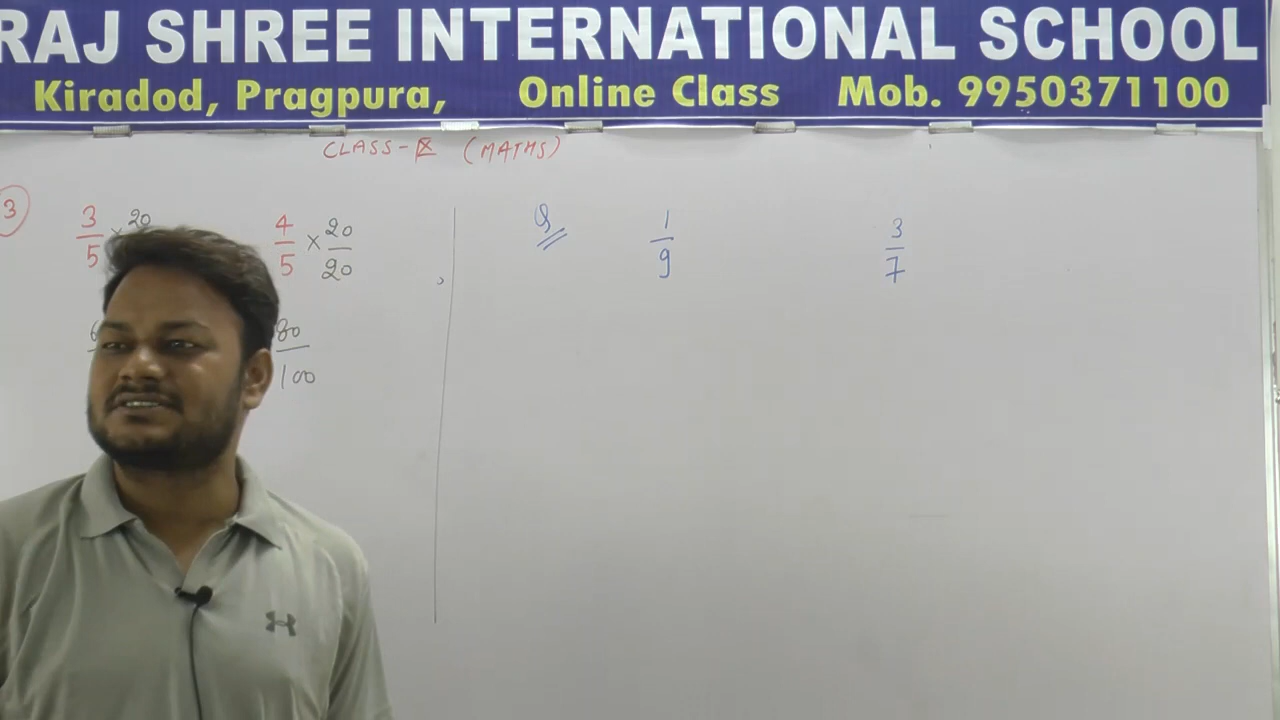 RAJ SHREE INTERNATIONAL SCHOOL
Kiradod, Pragpura, Online Class Mob. 9950371100
CLASS-IX (MATHS)
3
3/5 × 20
4/5 × 20/20
80/100
Q
1/9
3/7